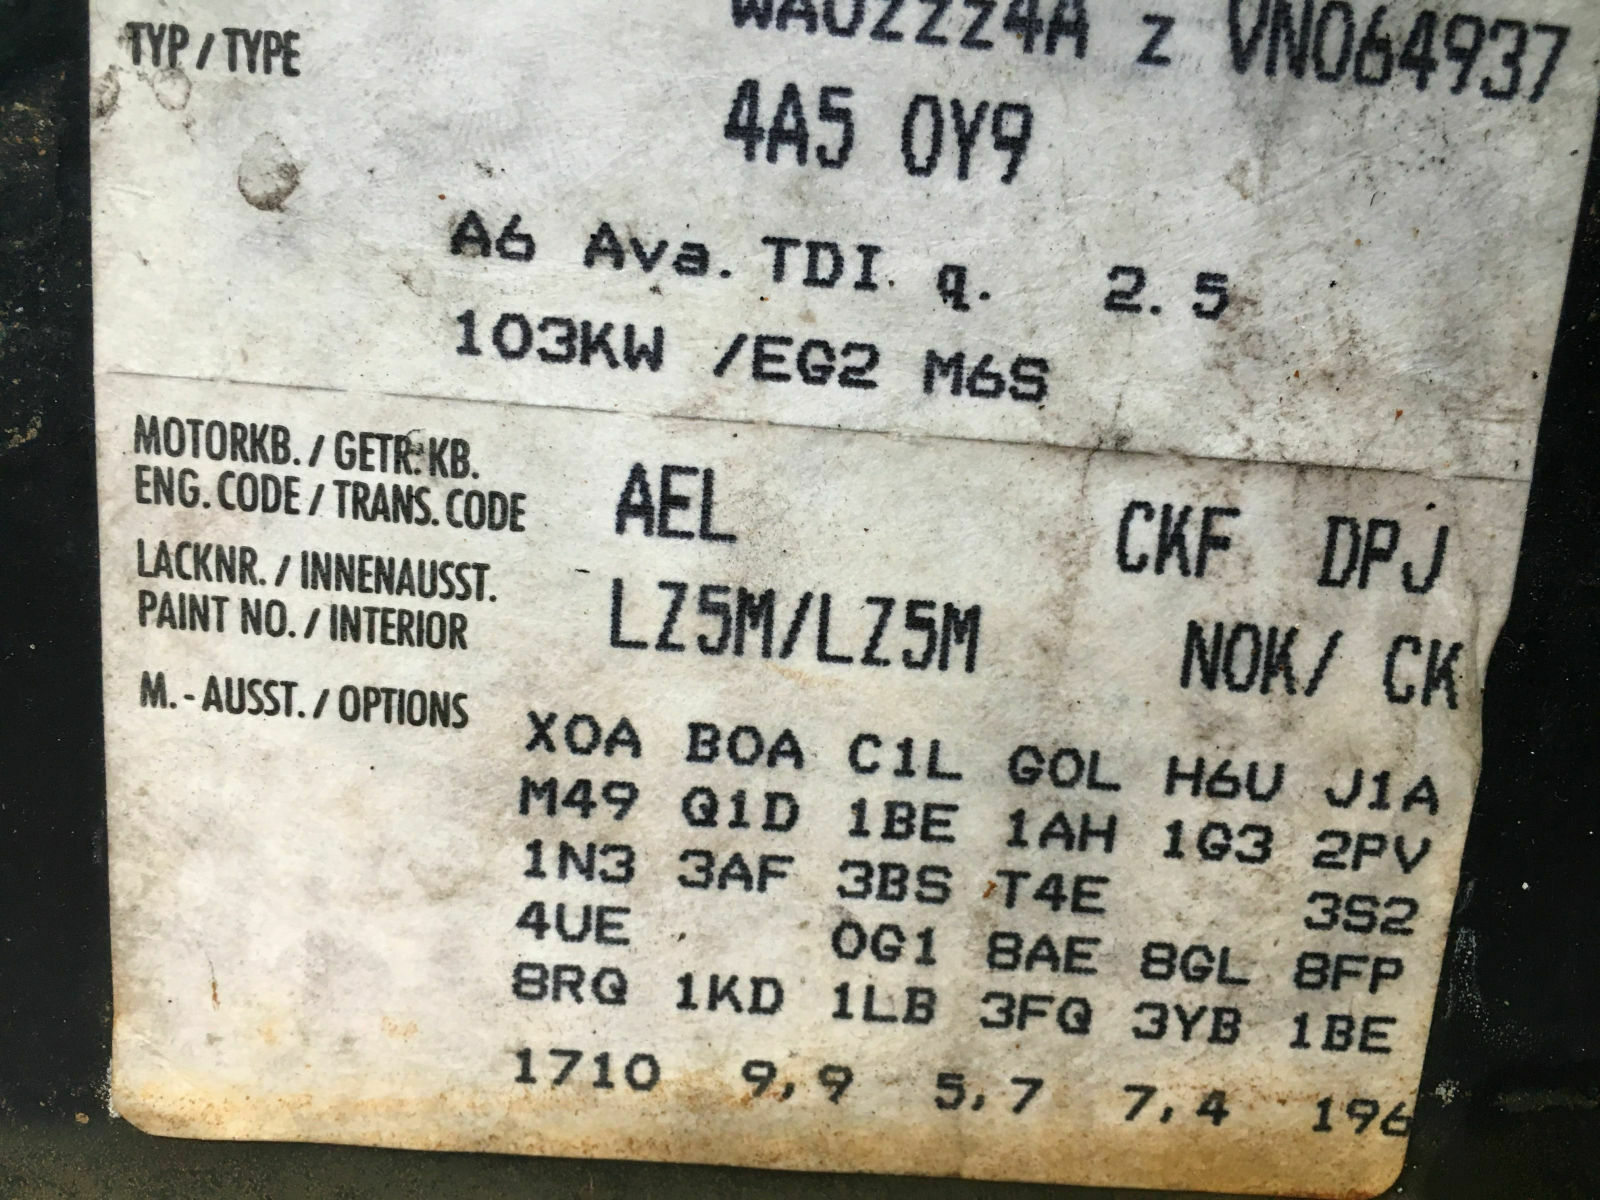 WAUZZZ4A Z VN064937
TYP / TYPE
4A5 0Y9
A6 Ava. TDI. q. 2.5
103KW /EG2 M6S
MOTORKB. / GETR. KB.
ENG. CODE / TRANS. CODE AEL CKF DPJ
LACKNR. / INNENAUSST.
PAINT NO. / INTERIOR LZ5M/LZ5M NOK/ CK
M. - AUSST. / OPTIONS
X0A B0A C1L G0L H6U J1A
M49 Q1D 1BE 1AH 1G3 2PV
1N3 3AF 3BS T4E 3S2
4UE 0G1 8AE 8GL 8FP
8RQ 1KD 1LB 3FQ 3YB 1BE
1710 9,9 5,7 7,4 196